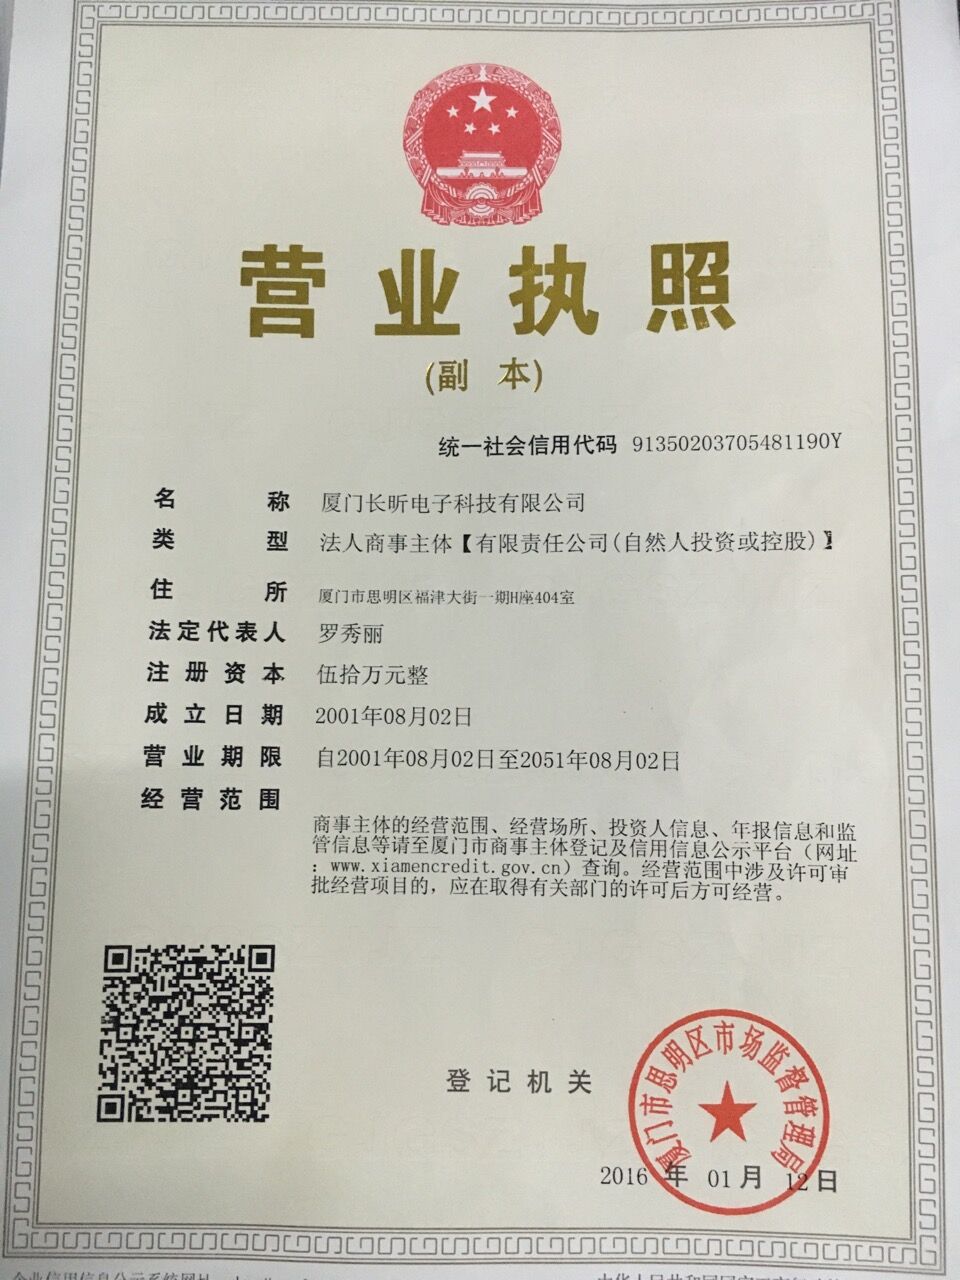 营业执照
(副 本)
统一社会信用代码 91350203705481190Y
名 称 厦门长昕电子科技有限公司
类 型 法人商事主体【有限责任公司(自然人投资或控股)】
住 所 厦门市思明区福津大街一期H座404室
法定代表人 罗秀丽
注册资本 伍拾万元整
成立日期 2001年08月02日
营业期限 自2001年08月02日至2051年08月02日
经营范围
商事主体的经营范围、经营场所、投资人信息、年报信息和监
管信息等请至厦门市商事主体登记及信用信息公示平台（网址
：www.xiamencredit.gov.cn）查询。经营范围中涉及许可审
批经营项目的，应在取得有关部门的许可后方可经营。
厦门市思明区市场监督管理局
登记机关
2016 年 01 月 12 日